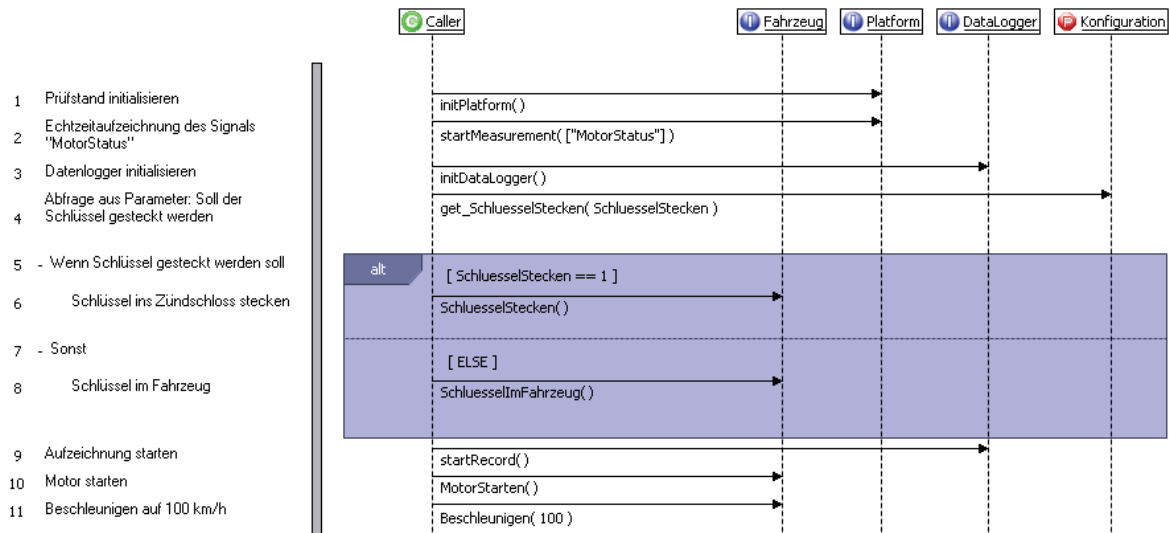 C Caller
I Fahrzeug
I Platform
I DataLogger
P Konfiguration
1 Prüfstand initialisieren
initPlatform()
2 Echtzeitaufzeichnung des Signals
"MotorStatus"
startMeasurement( ["MotorStatus"] )
3 Datenlogger initialisieren
initDataLogger()
4 Abfrage aus Parameter: Soll der
Schlüssel gesteckt werden
get_SchluesselStecken( SchluesselStecken )
5 - Wenn Schlüssel gesteckt werden soll
alt
[ SchluesselStecken == 1 ]
6 Schlüssel ins Zündschloss stecken
SchluesselStecken()
7 - Sonst
[ ELSE ]
8 Schlüssel im Fahrzeug
SchluesselImFahrzeug()
9 Aufzeichnung starten
startRecord()
10 Motor starten
MotorStarten()
11 Beschleunigen auf 100 km/h
Beschleunigen( 100 )